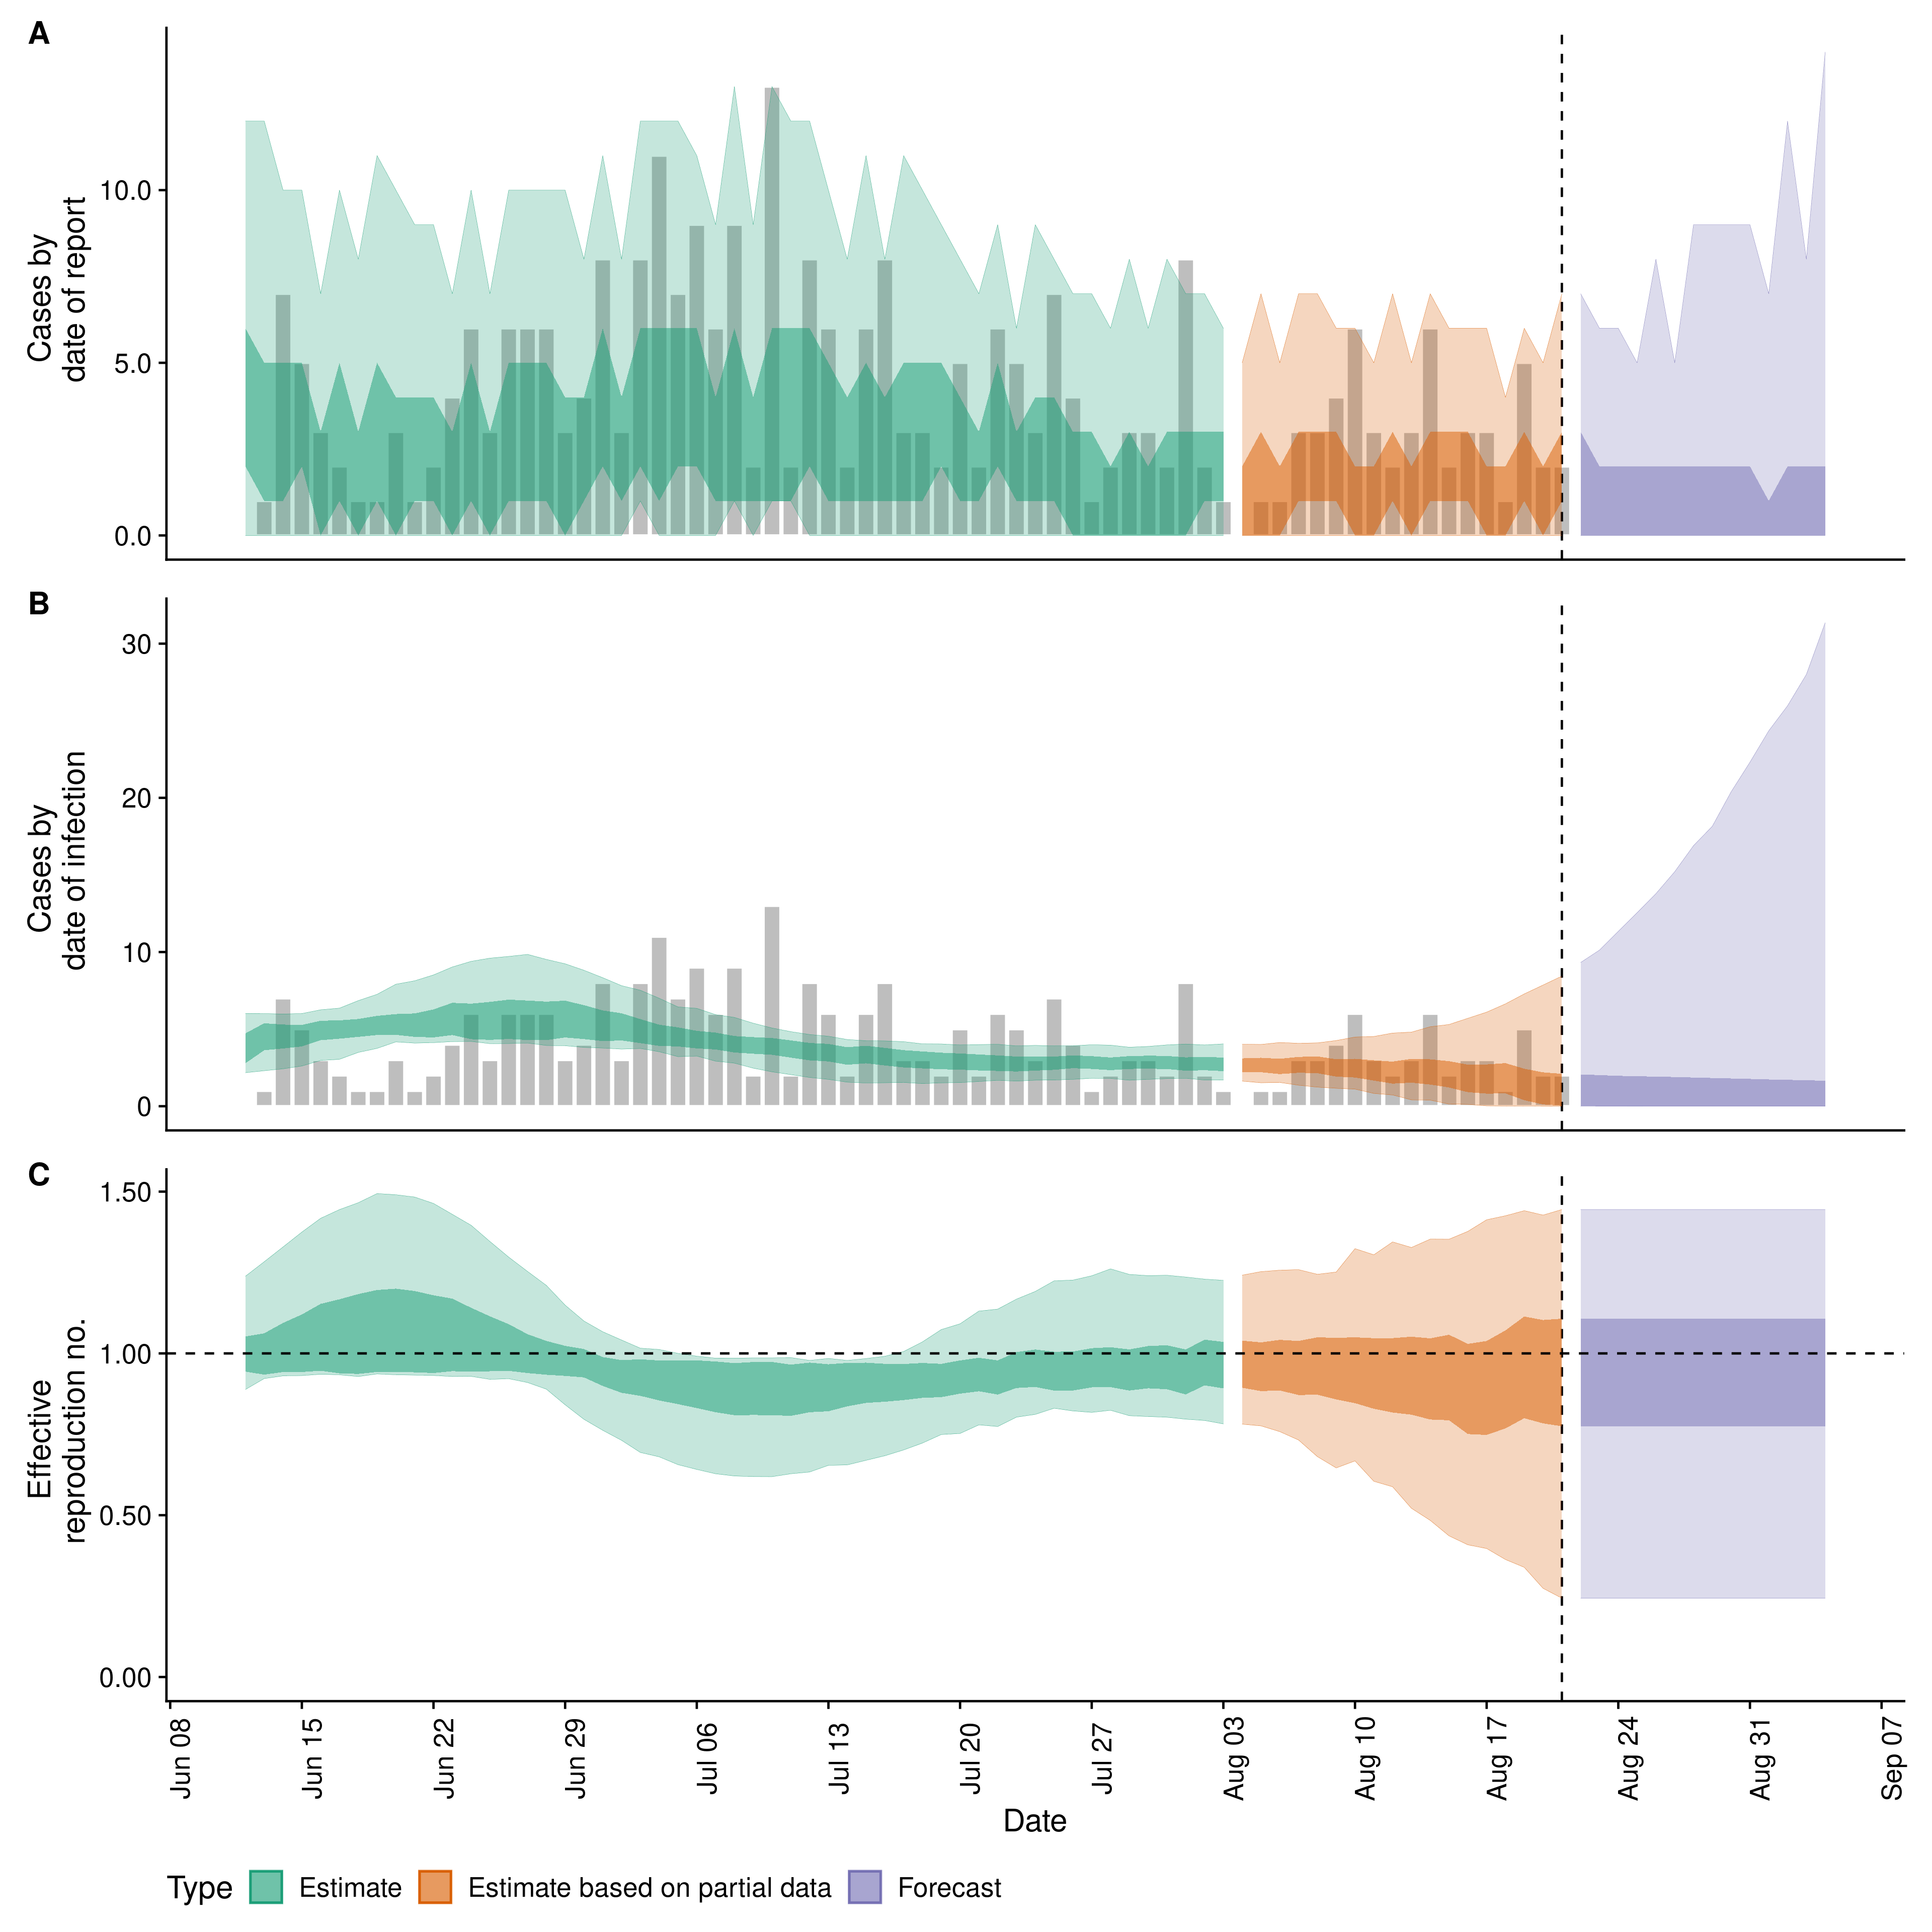 A
Cases by
date of report
10.0
5.0
0.0
B
Cases by
date of infection
30
20
10
0
C
Effective
reproduction no.
1.50
1.00
0.50
0.00
Jun 08
Jun 15
Jun 22
Jun 29
Jul 06
Jul 13
Jul 20
Jul 27
Aug 03
Aug 10
Aug 17
Aug 24
Aug 31
Sep 07
Date
Type Estimate Estimate based on partial data Forecast